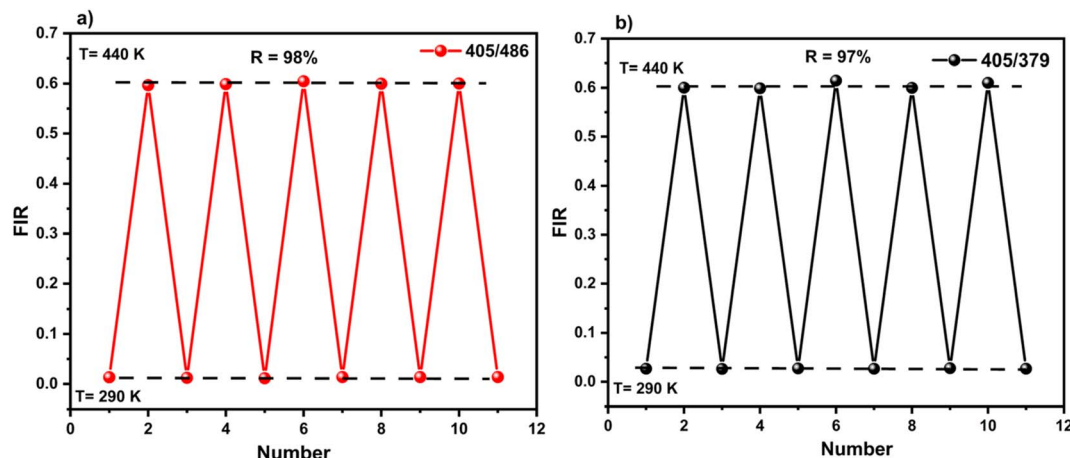 a)
T= 440 K
R = 98%
405/486
0.7
0.6
0.5
0.4
0.3
0.2
0.1
0.0
FIR
T= 290 K
0 2 4 6 8 10 12
Number
b)
T= 440 K
R = 97%
405/379
0.7
0.6
0.5
0.4
0.3
0.2
0.1
0.0
FIR
T= 290 K
0 2 4 6 8 10 12
Number